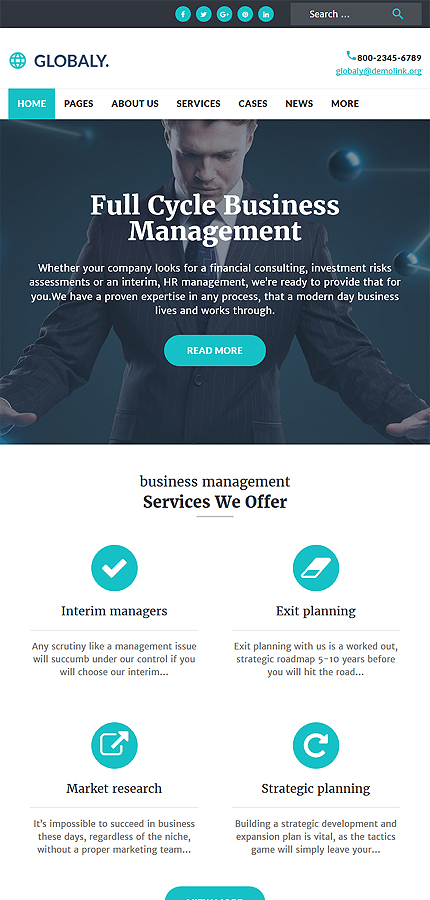 Search ...
GLOBALY.
800-2345-6789
globaly@demolink.org
HOME PAGES ABOUT US SERVICES CASES NEWS MORE
Full Cycle Business
Management
Whether your company looks for a financial consulting, investment risks
assessments or an interim, HR management, we're ready to provide that for
you.We have a proven expertise in any process, that a modern day business
lives and works through.
READ MORE
business management
Services We Offer
Interim managers
Any scrutiny like a management issue
will succumb under our control if you
will choose our interim...
Exit planning
Exit planning with us is a worked out,
strategic roadmap 5-10 years before
you will hit the road...
Market research
It's impossible to succeed in business
these days, regardless of the niche,
without a proper marketing team...
Strategic planning
Building a strategic development and
expansion plan is vital, as the tactics
game will simply leave your...